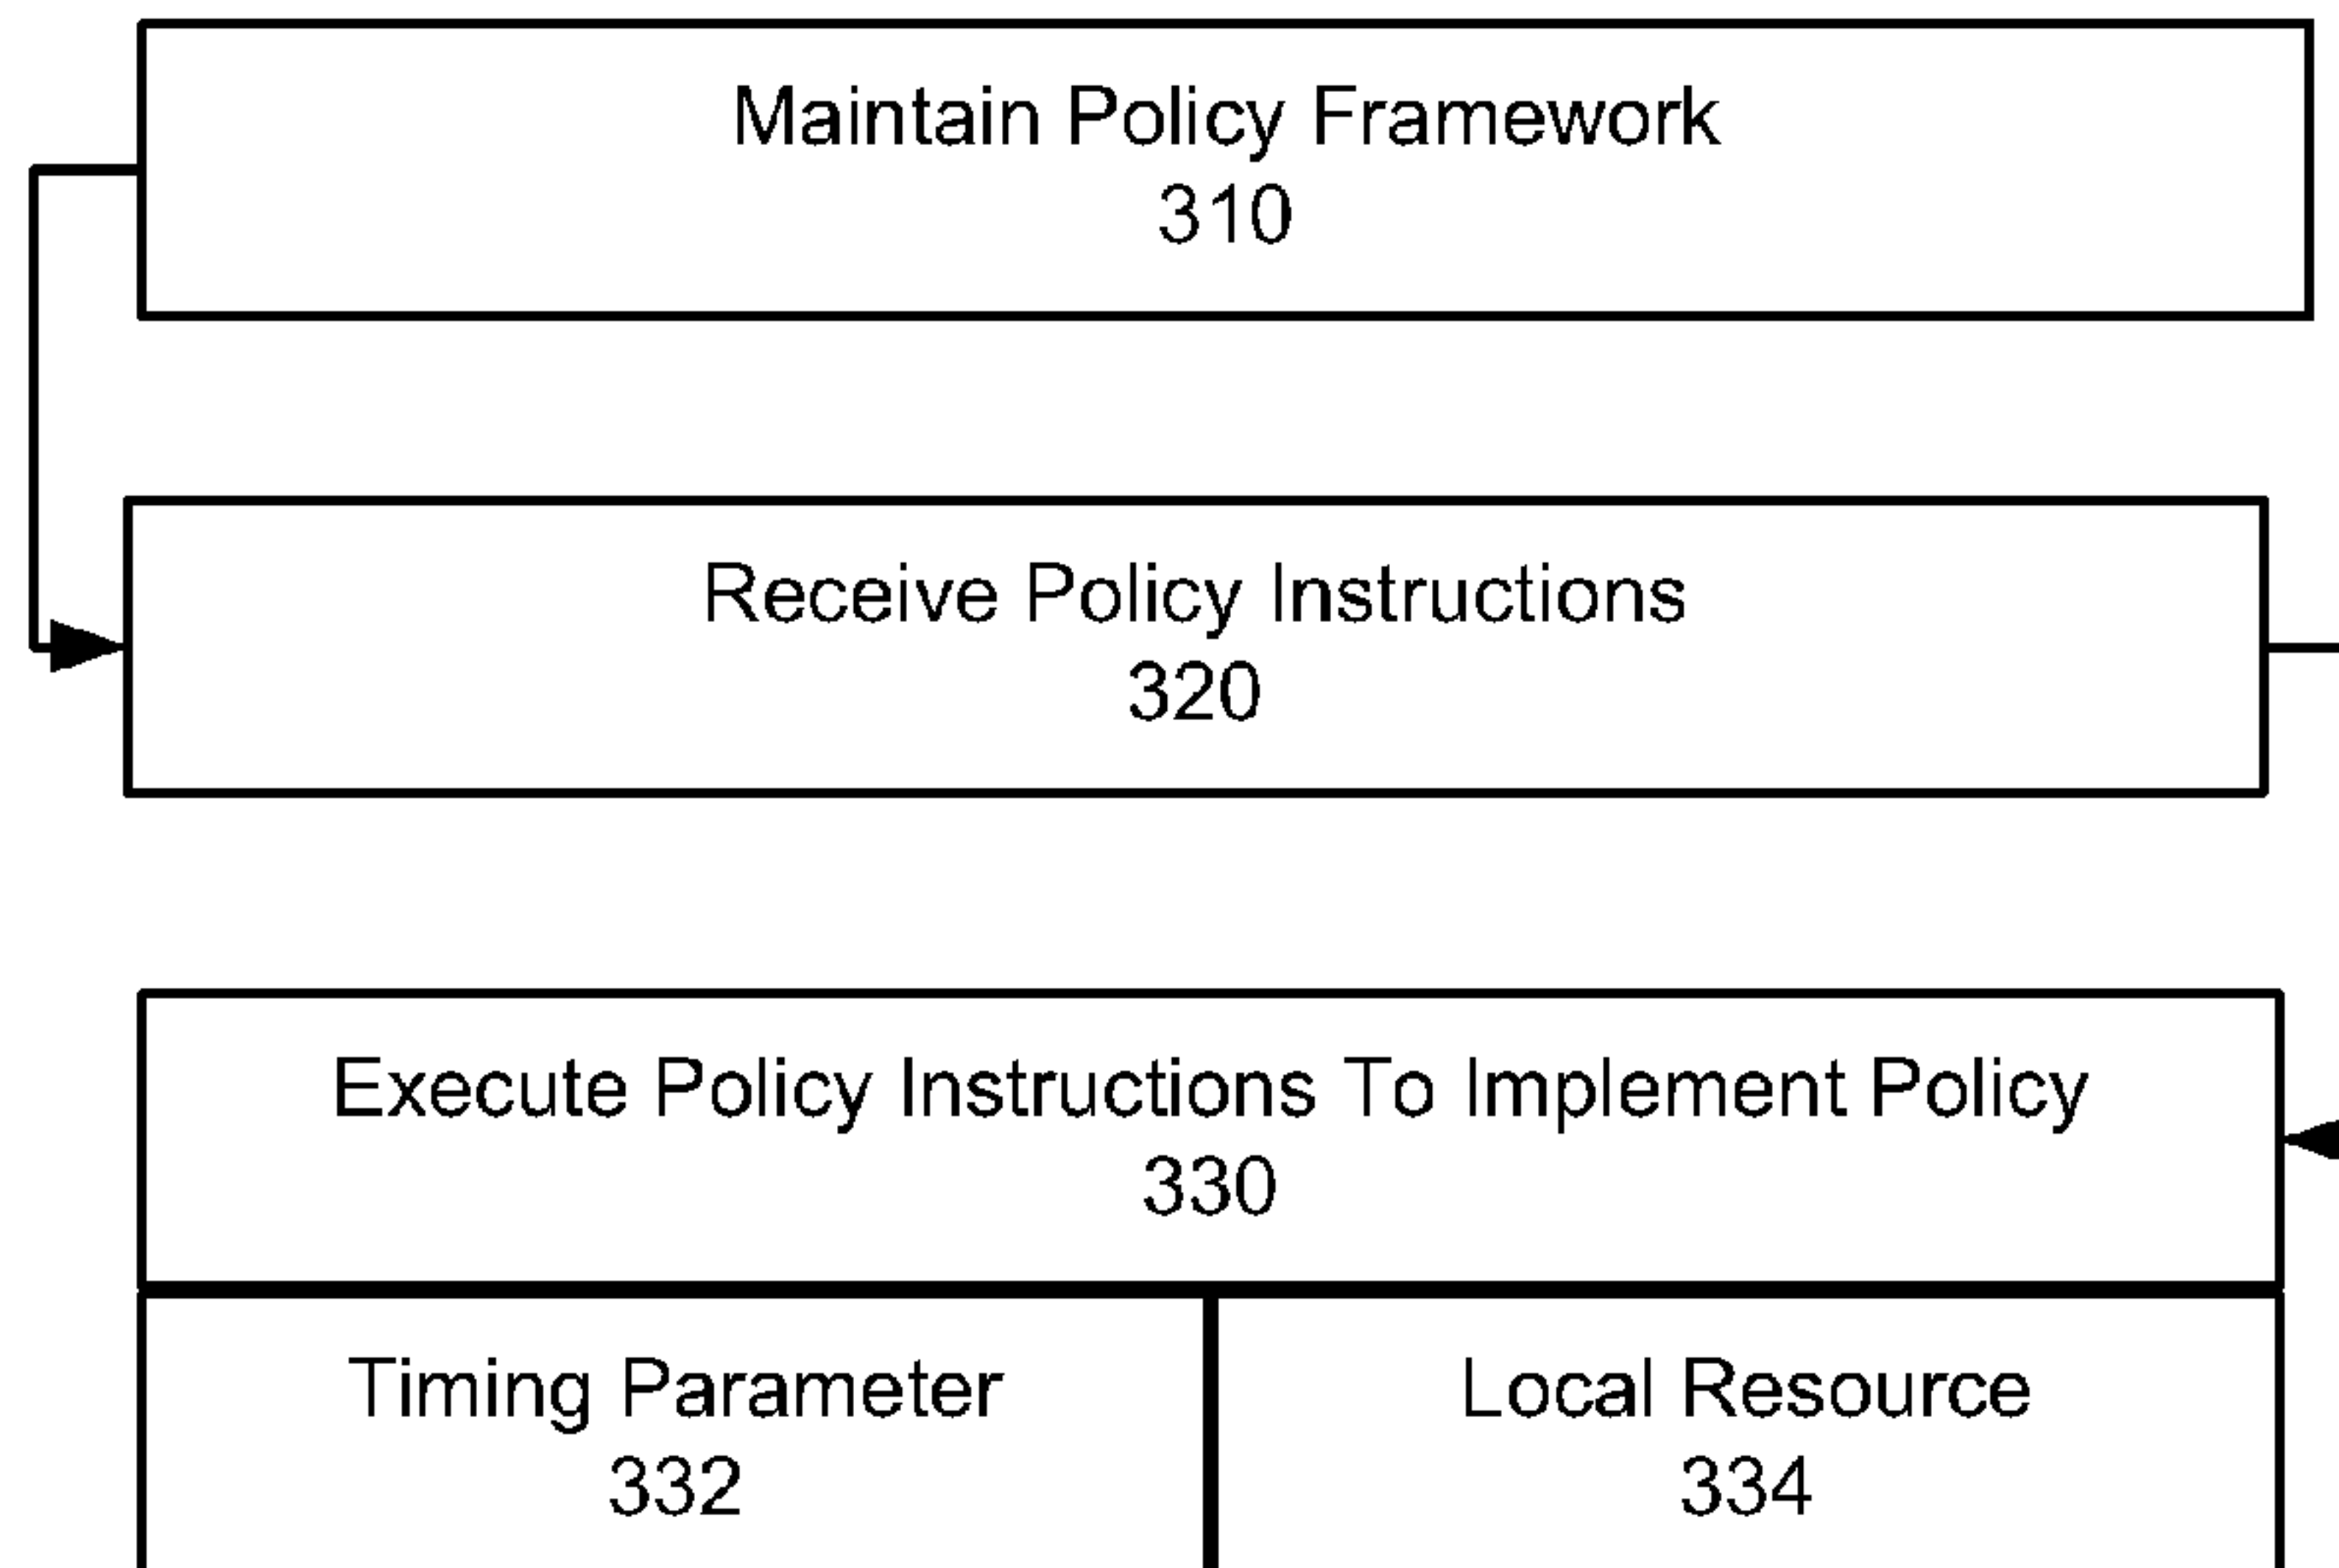 Maintain Policy Framework
310
Receive Policy Instructions
320
Execute Policy Instructions To Implement Policy
330
Timing Parameter
332
Local Resource
334